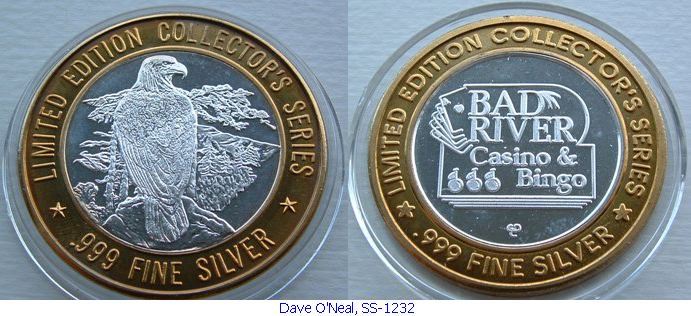 LIMITED EDITION COLLECTOR'S SERIES
.999 FINE SILVER
LIMITED EDITION COLLECTOR'S SERIES
BAD
RIVER
Casino &
Bingo
.999 FINE SILVER
Dave O'Neal, SS-1232